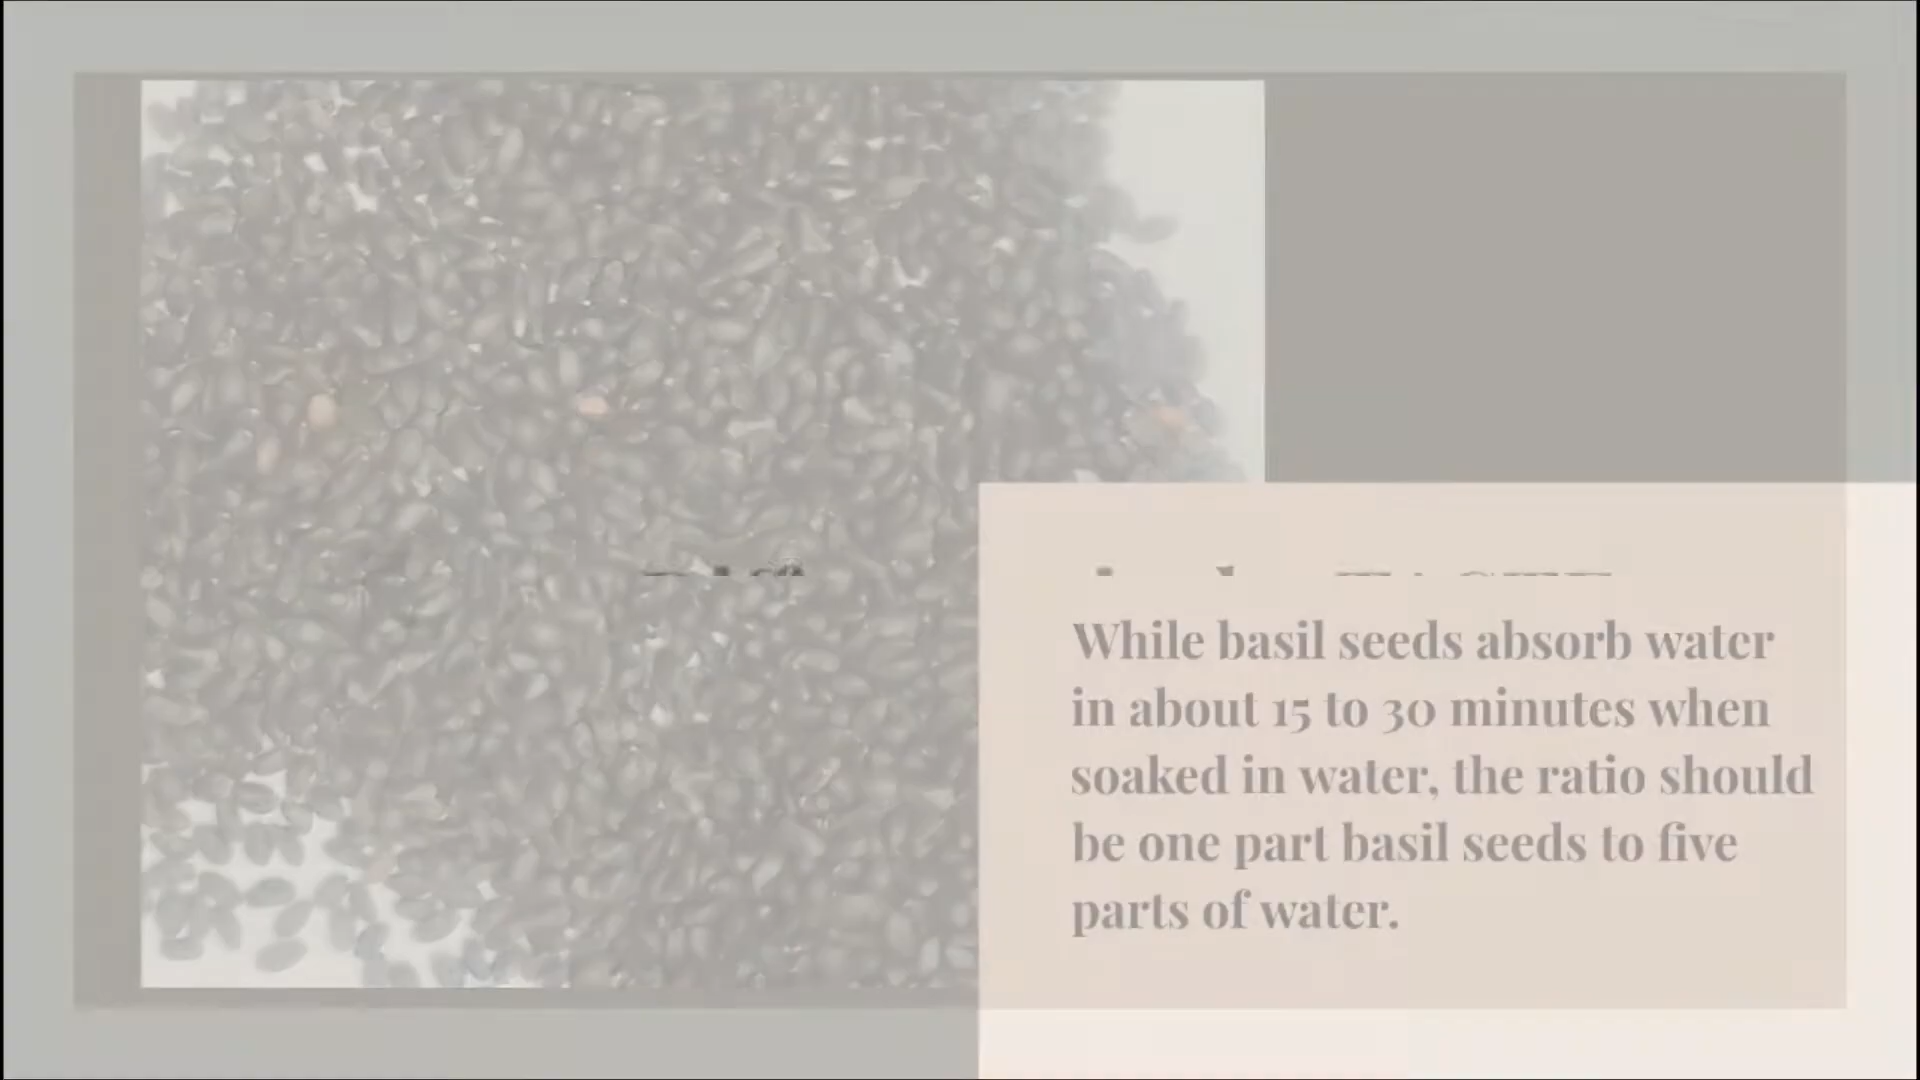 While basil seeds absorb water
in about 15 to 30 minutes when
soaked in water, the ratio should
be one part basil seeds to five
parts of water.